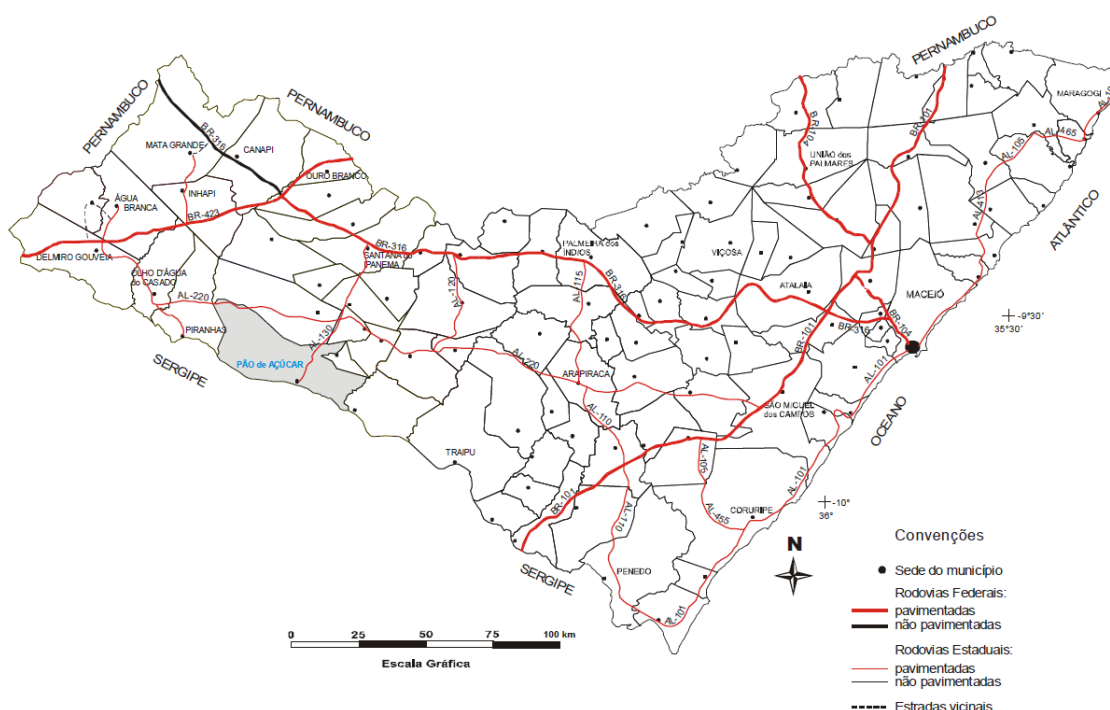 PERNAMBUCO
PERNAMBUCO
PERNAMBUCO
BR-316
MATA GRANDE
CANAPI
OURO BRANCO
INHAPI
ÁGUA
BRANCA
BR-423
DELMIRO GOUVEIA
OLHO D'ÁGUA
do CASADO
AL-220
PIRANHAS
SERGIPE
PÃO de AÇÚCAR
AL-130
BR-316
SANTANA do
IPANEMA
PALMEIRA dos
ÍNDIOS
AL-115
BR-316
AL-220
ARAPIRACA
AL-110
TRAIPU
BR-101
SERGIPE
AL-110
PENEDO
AL-101
BR-104
BR-101
UNIÃO dos
PALMARES
VIÇOSA
ATALAIA
MACEIÓ
BR-104
BR-316
BR-101
AL-101
SÃO MIGUEL
dos CAMPOS
AL-105
AL-455
CORURIPE
AL-101
MARAGOGI
AL-465
AL-105
ATLÂNTICO
OCEANO
-9°30'
35°30'
-10°
36°
N
0 25 50 75 100 km
Escala Gráfica
Convenções
Sede do município
Rodovias Federais:
pavimentadas
não pavimentadas
Rodovias Estaduais:
pavimentadas
não pavimentadas
Estradas vicinais